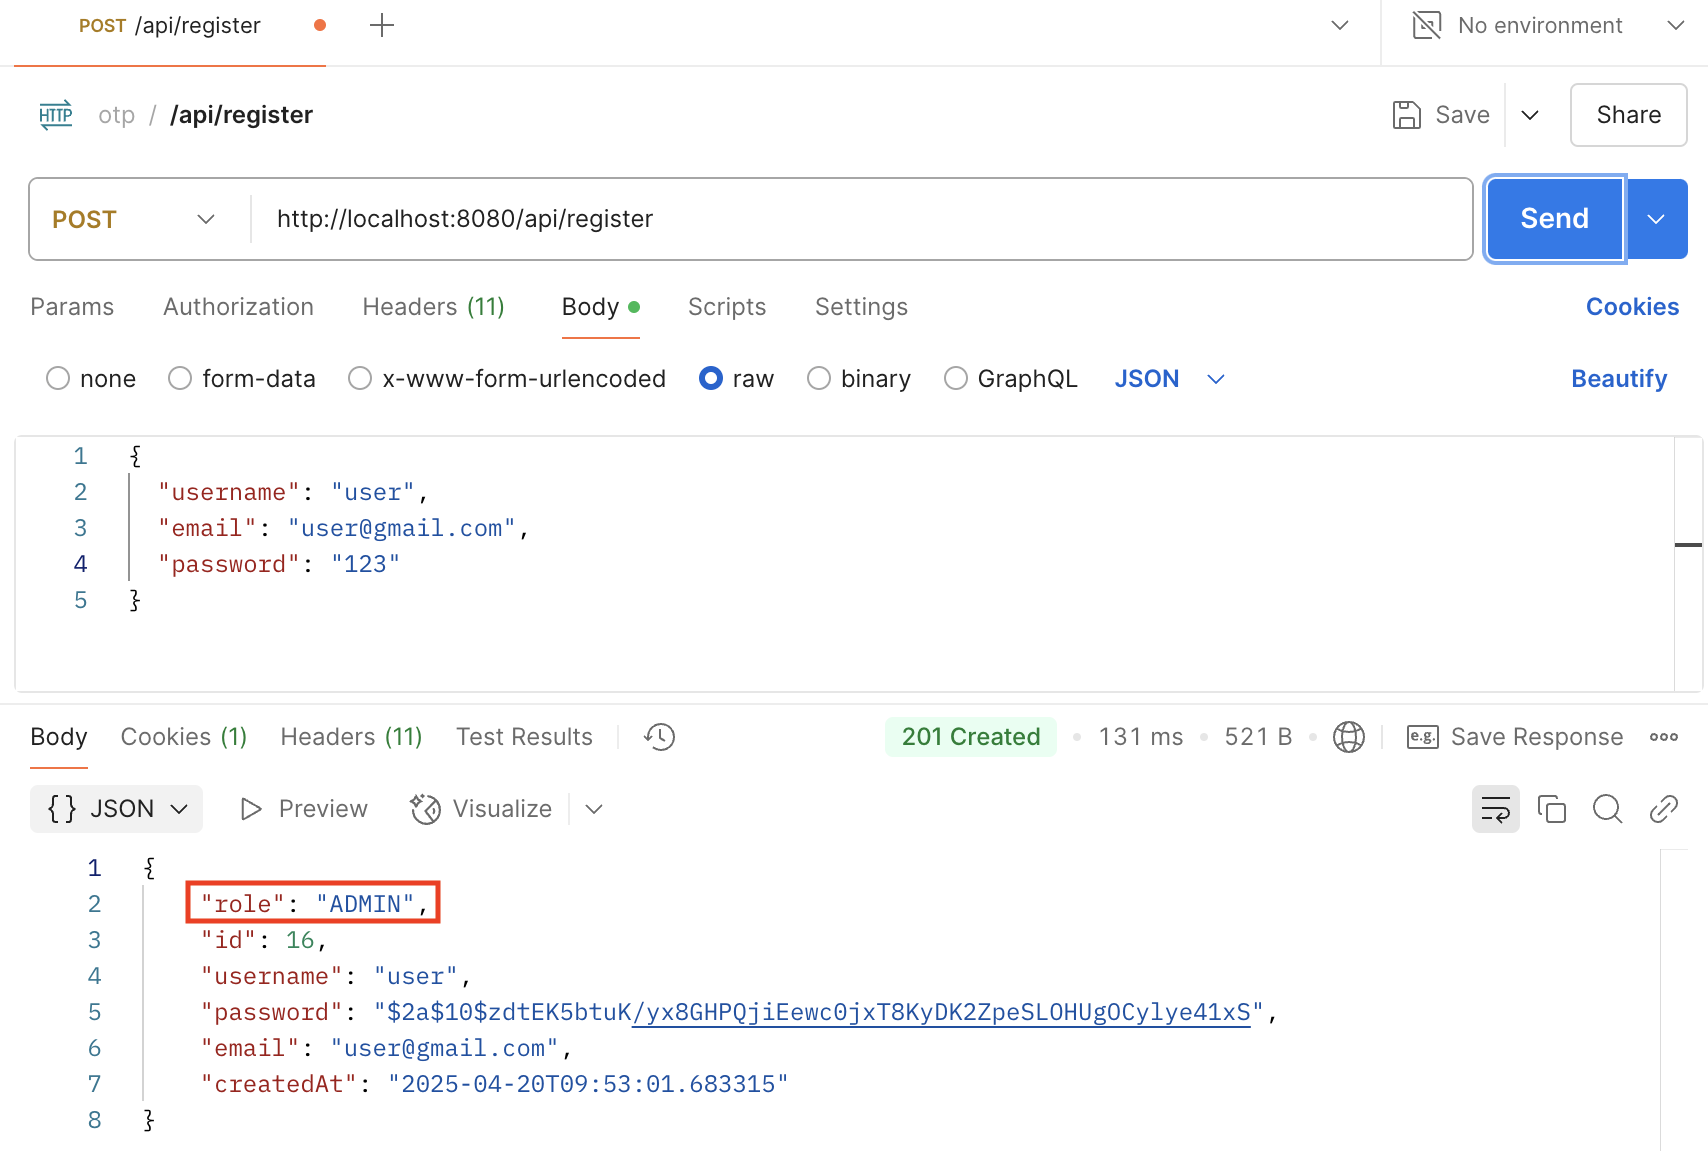 POST /api/register
No environment
HTTP otp / /api/register
Save
Share
POST http://localhost:8080/api/register
Send
Params Authorization Headers (11) Body Scripts Settings Cookies
none form-data x-www-form-urlencoded raw binary GraphQL JSON Beautify
1 {
2 "username": "user",
3 "email": "user@gmail.com",
4 "password": "123"
5 }
Body Cookies (1) Headers (11) Test Results 201 Created 131 ms 521 B e.g. Save Response
{} JSON Preview Visualize
1 {
2 "role": "ADMIN",
3 "id": 16,
4 "username": "user",
5 "password": "$2a$10$zdtEK5btuK/yx8GHPQjiEewc0jxT8KyDK2ZpeSLOHUgOCylye41xS",
6 "email": "user@gmail.com",
7 "createdAt": "2025-04-20T09:53:01.683315"
8 }